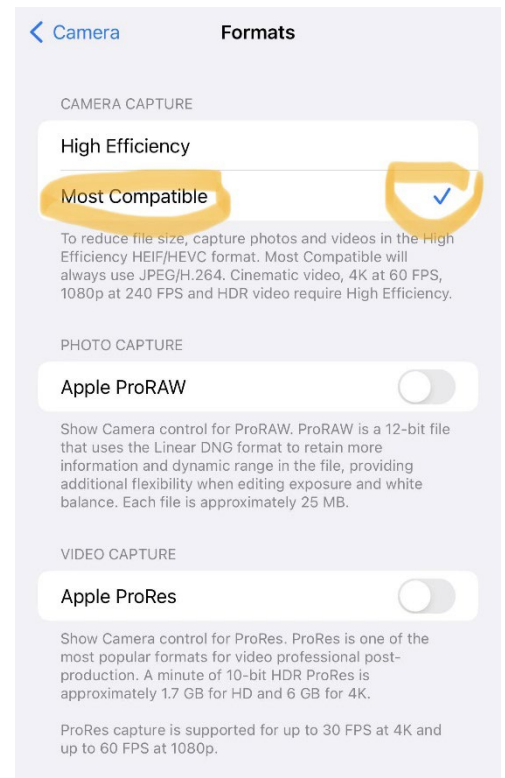 Camera Formats
CAMERA CAPTURE
High Efficiency
Most Compatible
To reduce file size, capture photos and videos in the High
Efficiency HEIF/HEVC format. Most Compatible will
always use JPEG/H.264. Cinematic video, 4K at 60 FPS,
1080p at 240 FPS and HDR video require High Efficiency.
PHOTO CAPTURE
Apple ProRAW
Show Camera control for ProRAW. ProRAW is a 12-bit file
that uses the Linear DNG format to retain more
information and dynamic range in the file, providing
additional flexibility when editing exposure and white
balance. Each file is approximately 25 MB.
VIDEO CAPTURE
Apple ProRes
Show Camera control for ProRes. ProRes is one of the
most popular formats for video professional post-
production. A minute of 10-bit HDR ProRes is
approximately 1.7 GB for HD and 6 GB for 4K.
ProRes capture is supported for up to 30 FPS at 4K and
up to 60 FPS at 1080p.